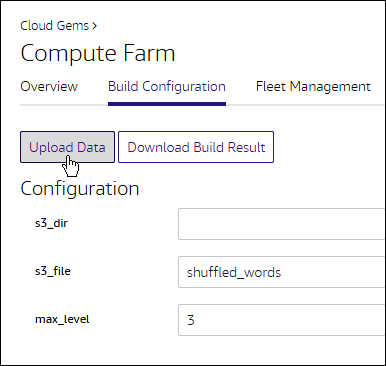 Cloud Gems >
Compute Farm
Overview Build Configuration Fleet Management
Upload Data Download Build Result
Configuration
s3_dir
s3_file shuffled_words
max_level 3